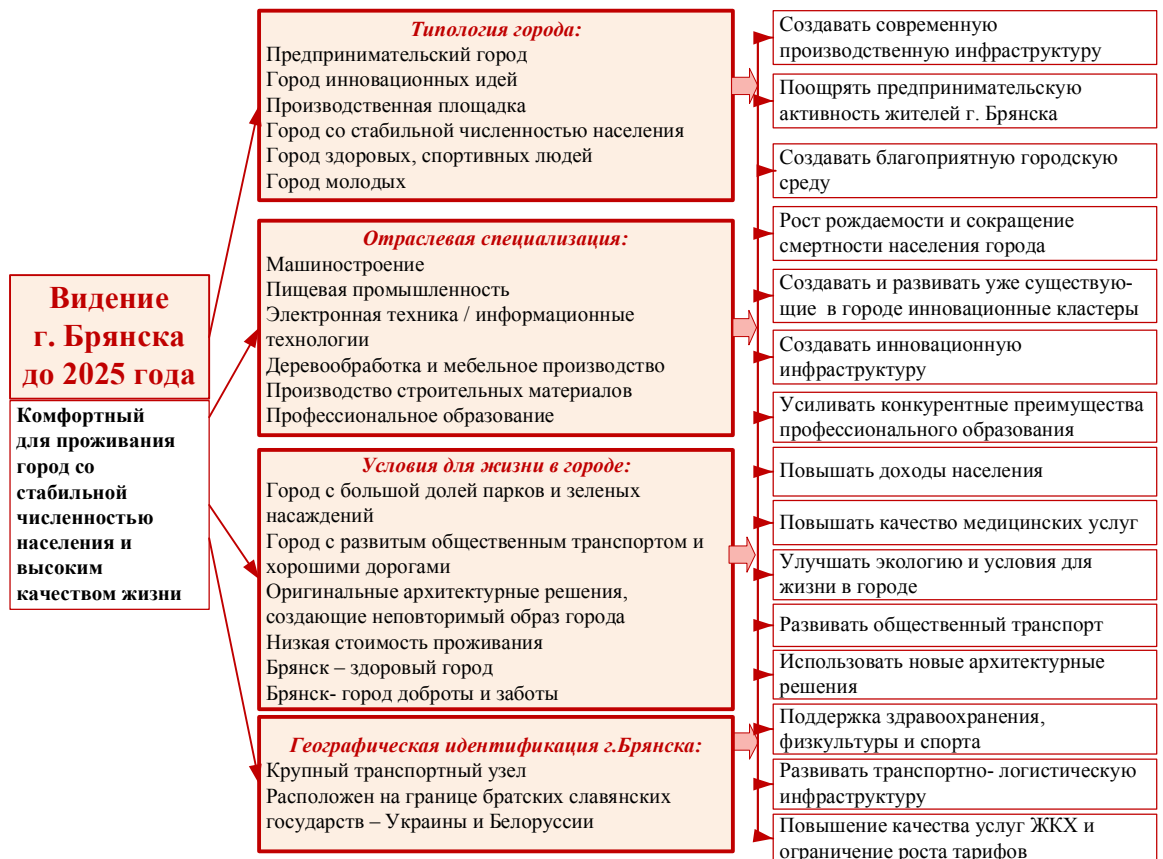 Видение
г. Брянска
до 2025 года
Комфортный
для проживания
город со
стабильной
численностью
населения и
высоким
качеством жизни
Типология города:
Предпринимательский город
Город инновационных идей
Производственная площадка
Город со стабильной численностью населения
Город здоровых, спортивных людей
Город молодых
Отраслевая специализация:
Машиностроение
Пищевая промышленность
Электронная техника / информационные
технологии
Деревообработка и мебельное производство
Производство строительных материалов
Профессиональное образование
Условия для жизни в городе:
Город с большой долей парков и зеленых
насаждений
Город с развитым общественным транспортом и
хорошими дорогами
Оригинальные архитектурные решения,
создающие неповторимый образ города
Низкая стоимость проживания
Брянск – здоровый город
Брянск- город доброты и заботы
Географическая идентификация г.Брянска:
Крупный транспортный узел
Расположен на границе братских славянских
государств – Украины и Белоруссии
Создавать современную
производственную инфраструктуру
Поощрять предпринимательскую
активность жителей г. Брянска
Создавать благоприятную городскую
среду
Рост рождаемости и сокращение
смертности населения города
Создавать и развивать уже существую-
щие в городе инновационные кластеры
Создавать инновационную
инфраструктуру
Усиливать конкурентные преимущества
профессионального образования
Повышать доходы населения
Повышать качество медицинских услуг
Улучшать экологию и условия для
жизни в городе
Развивать общественный транспорт
Использовать новые архитектурные
решения
Поддержка здравоохранения,
физкультуры и спорта
Развивать транспортно- логистическую
инфраструктуру
Повышение качества услуг ЖКХ и
ограничение роста тарифов